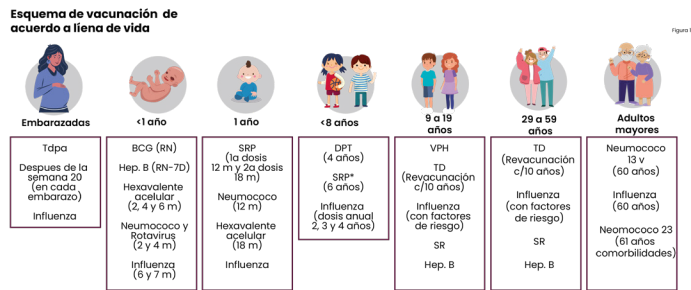 Esquema de vacunación de
acuerdo a líena de vida
Figura 1
Embarazadas
Tdpa
Despues de la
semana 20
(en cada
embarazo)
Influenza
<1 año
BCG (RN)
Hep. B (RN-7D)
Hexavalente
acelular
(2, 4 y 6 m)
Neumococo y
Rotavirus
(2 y 4 m)
Influenza
(6 y 7 m)
1 año
SRP
(1a dosis
12 m y 2a dosis
18 m)
Neumococo
(12 m)
Hexavalente
acelular
(18 m)
Influenza
<8 años
DPT
(4 años)
SRP*
(6 años)
Influenza
(dosis anual
2, 3 y 4 años)
9 a 19
años
VPH
TD
(Revacunación
c/10 años)
Influenza
(con factores
de riesgo)
SR
Hep. B
29 a 59
años
TD
(Revacunación
c/10 años)
Influenza
(con factores
de riesgo)
SR
Hep. B
Adultos
mayores
Neumococo
13 v
(60 años)
Influenza
(60 años)
Neomococo 23
(61 años
comorbilidades)